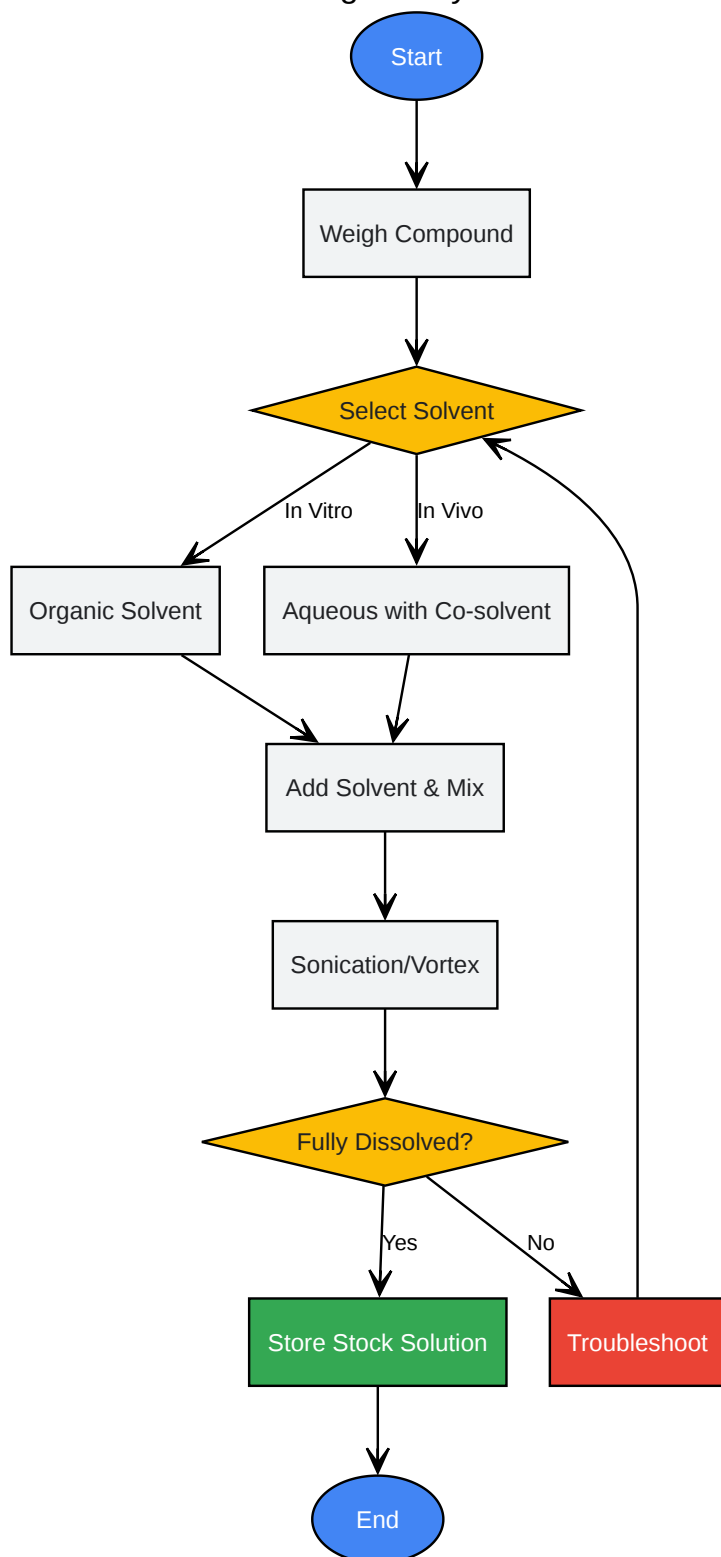 Start
Weigh Compound
Select Solvent
In Vitro
In Vivo
Organic Solvent
Aqueous with Co-solvent
Add Solvent & Mix
Sonication/Vortex
Fully Dissolved?
Yes
No
Store Stock Solution
Troubleshoot
End